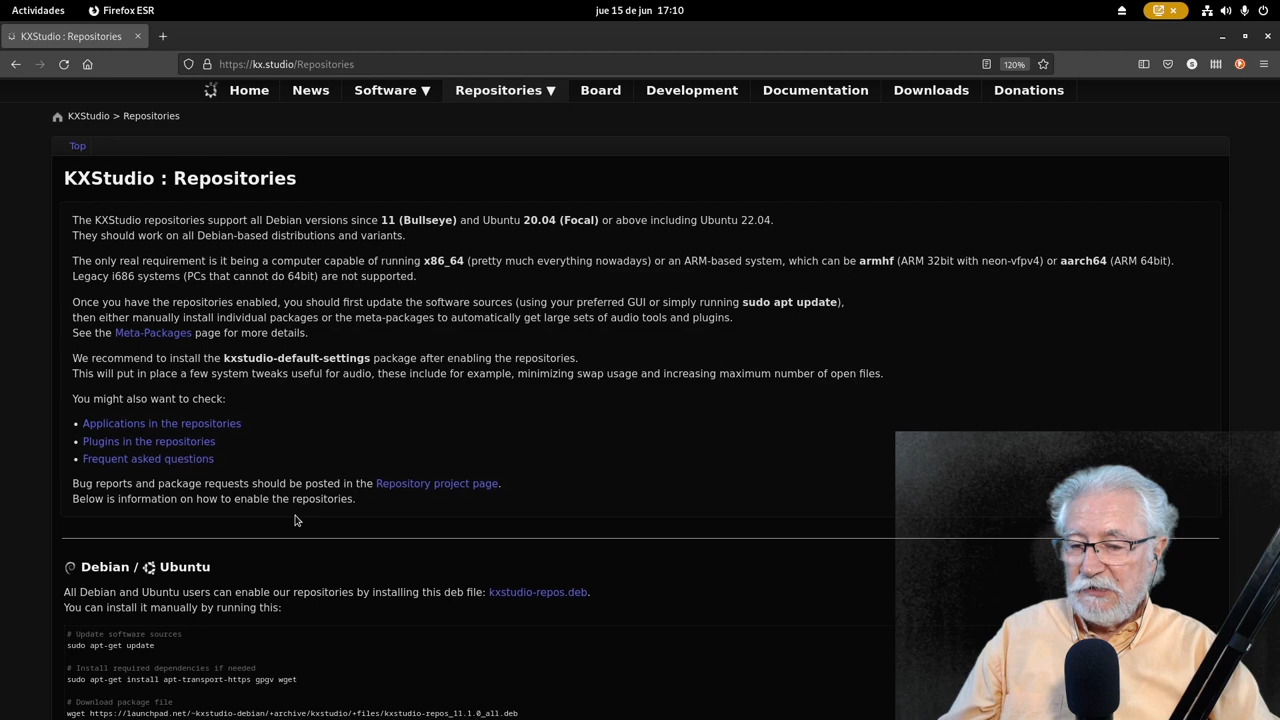 Actividades
Firefox ESR
jue 15 de jun 17:10
KXStudio : Repositories
https://kx.studio/Repositories
120%
Home
News
Software ▼
Repositories ▼
Board
Development
Documentation
Downloads
Donations
KXStudio > Repositories
Top
KXStudio : Repositories
The KXStudio repositories support all Debian versions since 11 (Bullseye) and Ubuntu 20.04 (Focal) or above including Ubuntu 22.04.
They should work on all Debian-based distributions and variants.
The only real requirement is it being a computer capable of running x86_64 (pretty much everything nowadays) or an ARM-based system, which can be armhf (ARM 32bit with neon-vfpv4) or aarch64 (ARM 64bit).
Legacy i686 systems (PCs that cannot do 64bit) are not supported.
Once you have the repositories enabled, you should first update the software sources (using your preferred GUI or simply running sudo apt update),
then either manually install individual packages or the meta-packages to automatically get large sets of audio tools and plugins.
See the Meta-Packages page for more details.
We recommend to install the kxstudio-default-settings package after enabling the repositories.
This will put in place a few system tweaks useful for audio, these include for example, minimizing swap usage and increasing maximum number of open files.
You might also want to check:
• Applications in the repositories
• Plugins in the repositories
• Frequent asked questions
Bug reports and package requests should be posted in the Repository project page.
Below is information on how to enable the repositories.
Debian / Ubuntu
All Debian and Ubuntu users can enable our repositories by installing this deb file: kxstudio-repos.deb.
You can install it manually by running this:
# Update software sources
sudo apt-get update
# Install required dependencies if needed
sudo apt-get install apt-transport-https gpgv wget
# Download package file
wget https://launchpad.net/~kxstudio-debian/+archive/kxstudio/+files/kxstudio-repos_11.1.0_all.deb